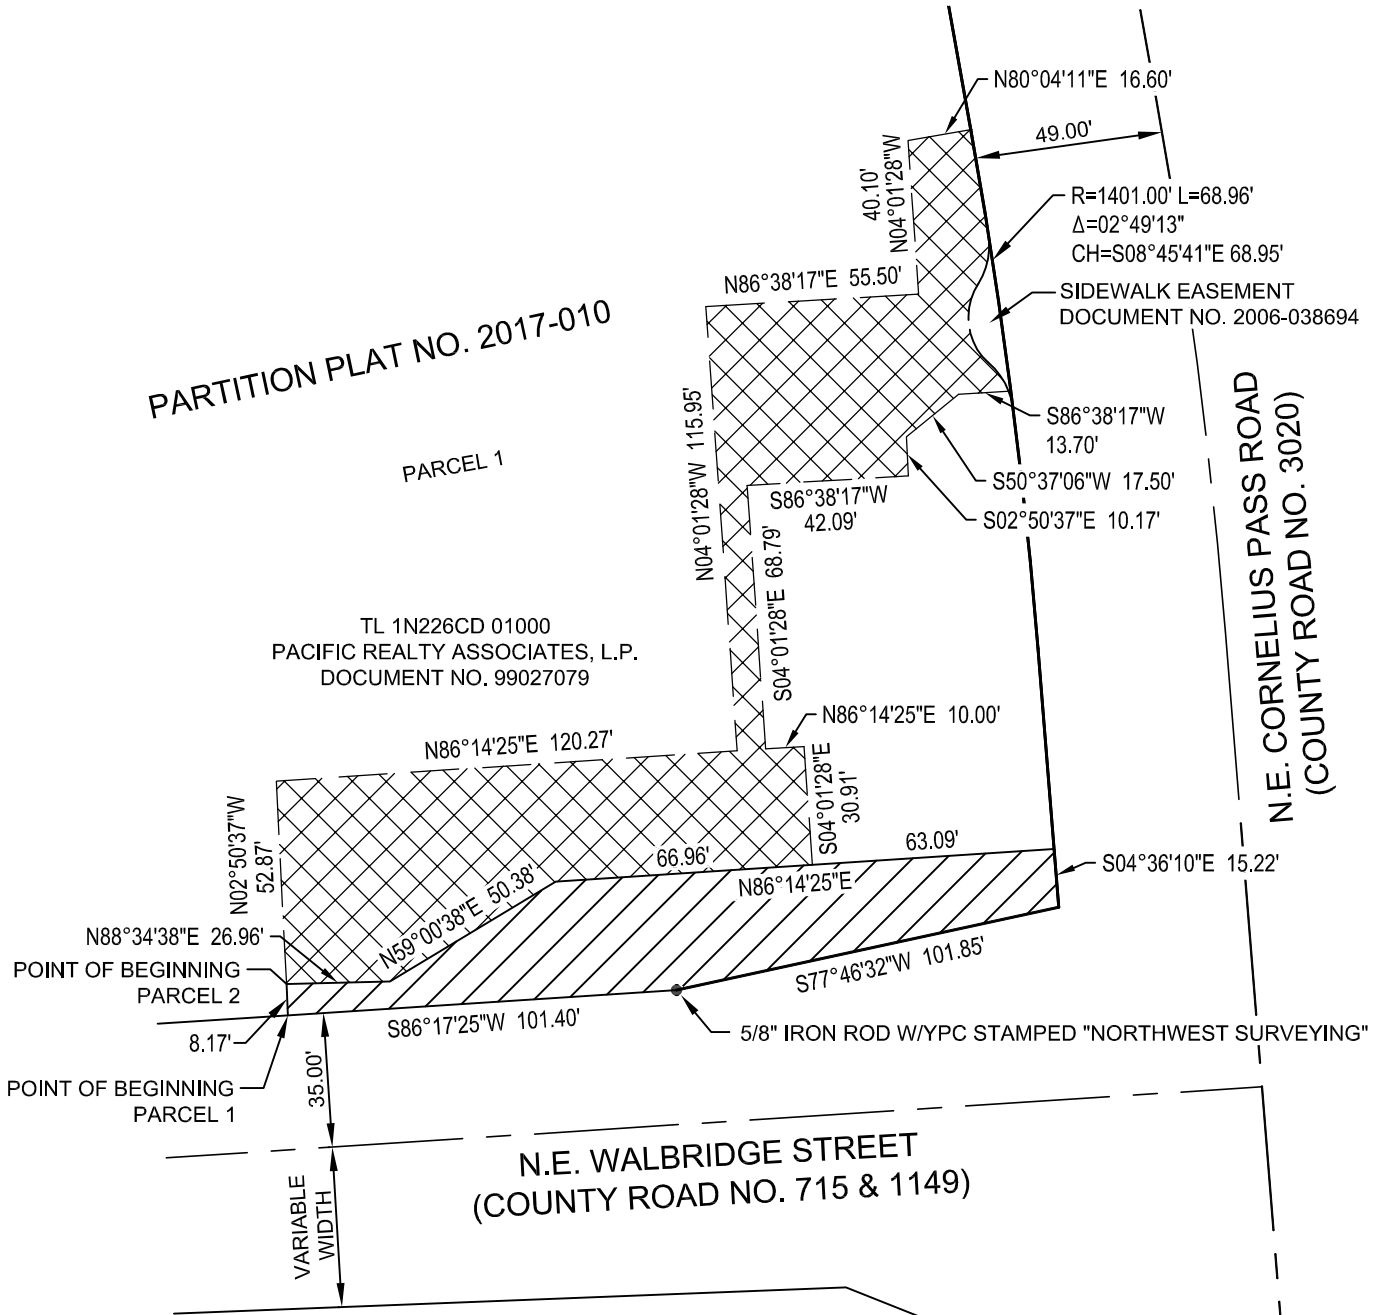 N80°04'11"E 16.60'
49.00'
40.10'
N04°01'28"W
R=1401.00' L=68.96'
Δ=02°49'13"
CH=S08°45'41"E 68.95'
N86°38'17"E 55.50'
SIDEWALK EASEMENT
DOCUMENT NO. 2006-038694
PARTITION PLAT NO. 2017-010
PARCEL 1
N04°01'28"W 115.95'
S86°38'17"W
13.70'
S50°37'06"W 17.50'
S86°38'17"W
42.09'
S02°50'37"E 10.17'
N.E. CORNELIUS PASS ROAD
(COUNTY ROAD NO. 3020)
S04°01'28"E 68.79'
TL 1N226CD 01000
PACIFIC REALTY ASSOCIATES, L.P.
DOCUMENT NO. 99027079
N86°14'25"E 10.00'
N86°14'25"E 120.27'
S04°01'28"E
30.91'
N02°50'37"W
52.87'
66.96'
63.09'
N86°14'25"E
S04°36'10"E 15.22'
N59°00'38"E 50.38'
N88°34'38"E 26.96'
POINT OF BEGINNING
PARCEL 2
S77°46'32"W 101.85'
8.17'
S86°17'25"W 101.40'
5/8" IRON ROD W/YPC STAMPED "NORTHWEST SURVEYING"
POINT OF BEGINNING
PARCEL 1
35.00'
N.E. WALBRIDGE STREET
(COUNTY ROAD NO. 715 & 1149)
VARIABLE
WIDTH